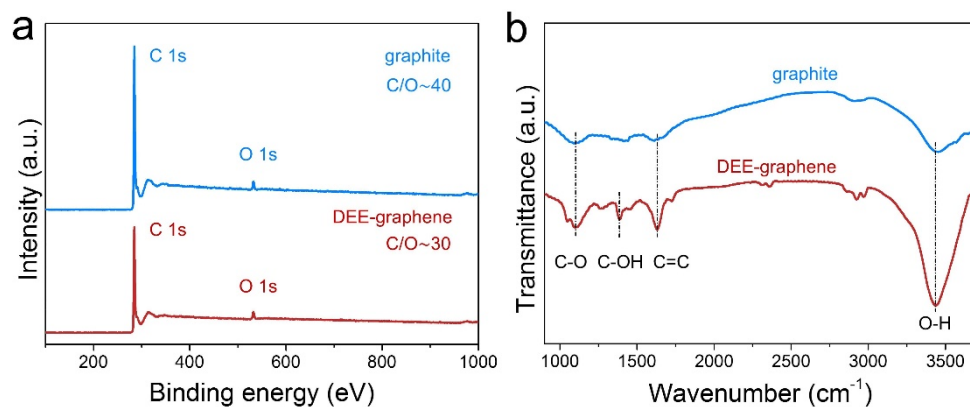 a
Intensity (a.u.)
C 1s
graphite
C/O~40
O 1s
DEE-graphene
C 1s
C/O~30
O 1s
200
400
600
800
1000
Binding energy (eV)
b
Transmittance (a.u.)
graphite
DEE-graphene
C-O
C-OH
C=C
O-H
1000
1500
2000
2500
3000
3500
Wavenumber (cm⁻¹)